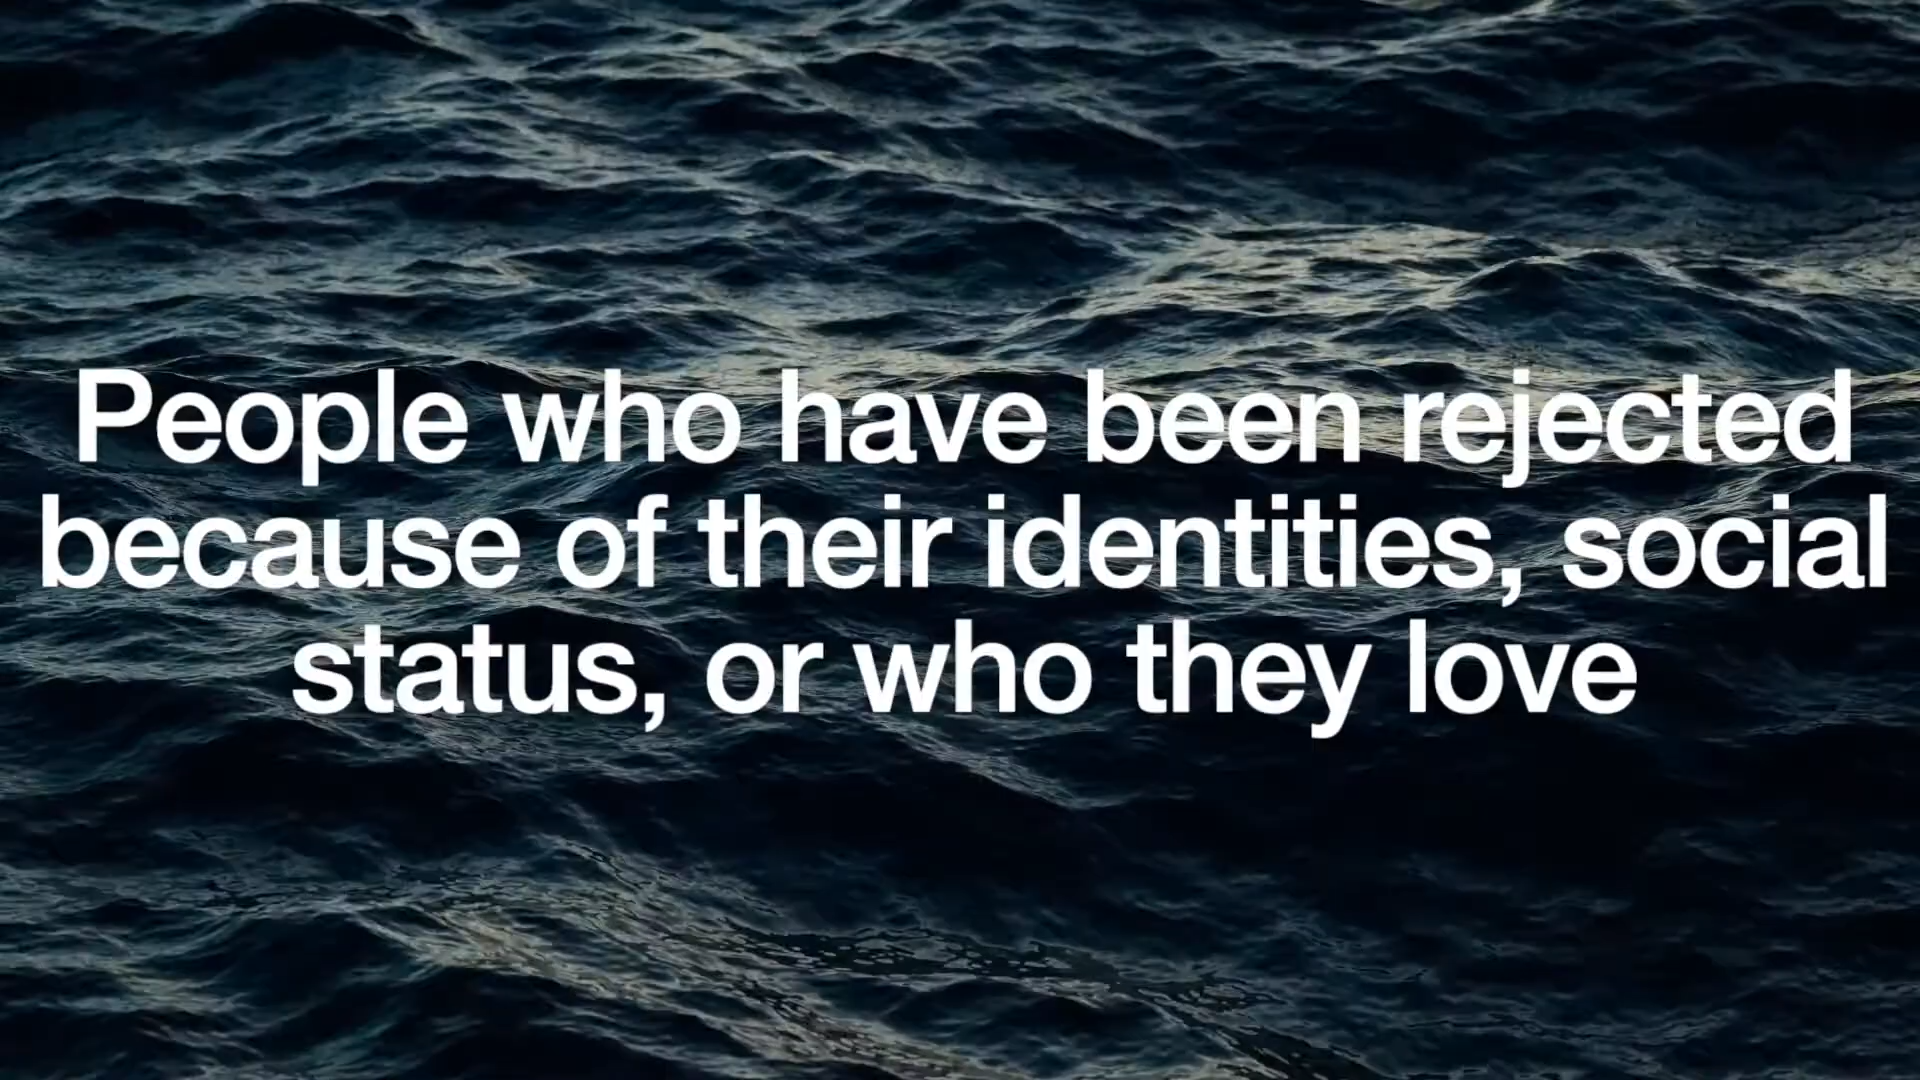 People who have been rejected
because of their identities, social
status, or who they love